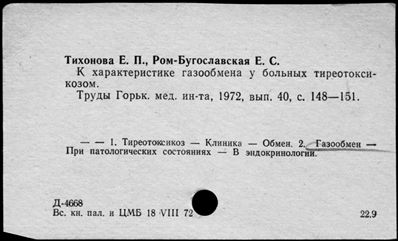 Тихонова Е. П., Ром-Бугославская Е. С.
К характеристике газообмена у больных тиреотокси-
козом.
Труды Горьк. мед. ин-та, 1972, вып. 40, с. 148—151.
— — 1. Тиреотоксикоз — Клиника — Обмен. 2. Газообмен —
При патологических состояниях — В эндокринологии.
Д-4668
Вс. кн. пал. и ЦМБ 18 VIII 72
22.9